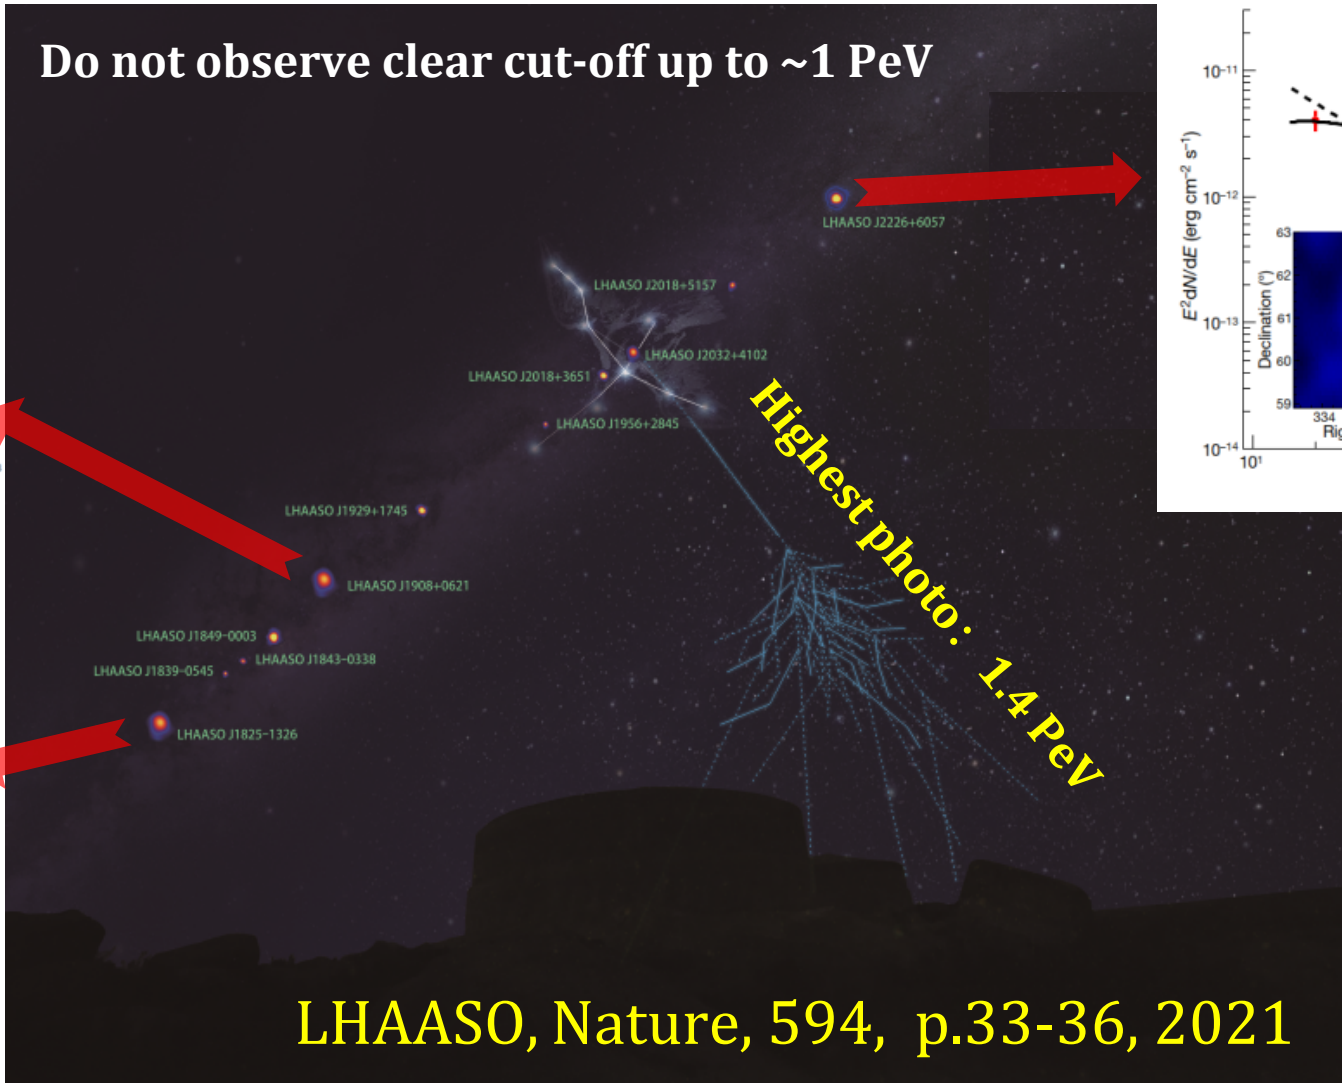 Do not observe clear cut-off up to ~1 PeV
LHAASO J2226+6057
LHAASO J2018+5157
LHAASO J2032+4102
LHAASO J2018+3651
LHAASO J1956+2845
LHAASO J1929+1745
LHAASO J1908+0621
LHAASO J1849-0003
LHAASO J1843-0338
LHAASO J1839-0545
LHAASO J1825-1326
Highest photo: 1.4 PeV
E²dN/dE (erg cm⁻² s⁻¹)
10⁻¹¹
10⁻¹²
10⁻¹³
10⁻¹⁴
10¹
Declination (°)
63
62
61
60
59
334
LHAASO, Nature, 594, p.33-36, 2021